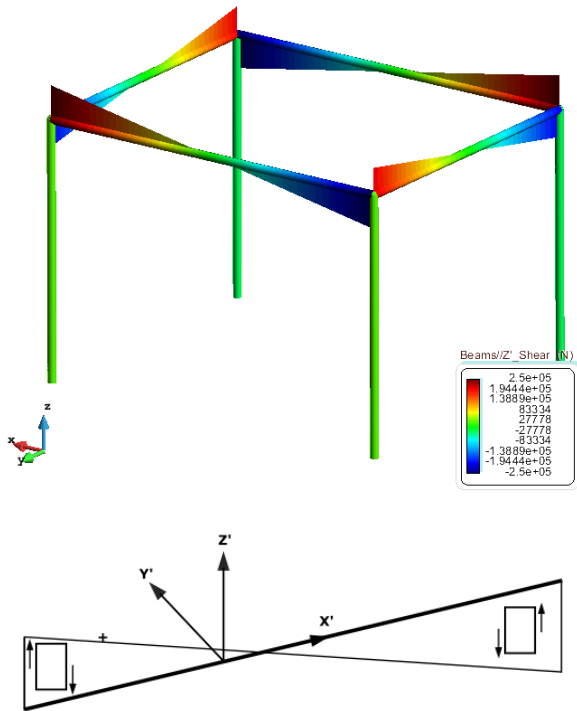 Beams//Z'_Shear (N)
2.5e+05
1.9444e+05
1.3889e+05
83334
27778
-27778
-83334
-1.3889e+05
-1.9444e+05
-2.5e+05
z
x
y
Z'
Y'
X'
+